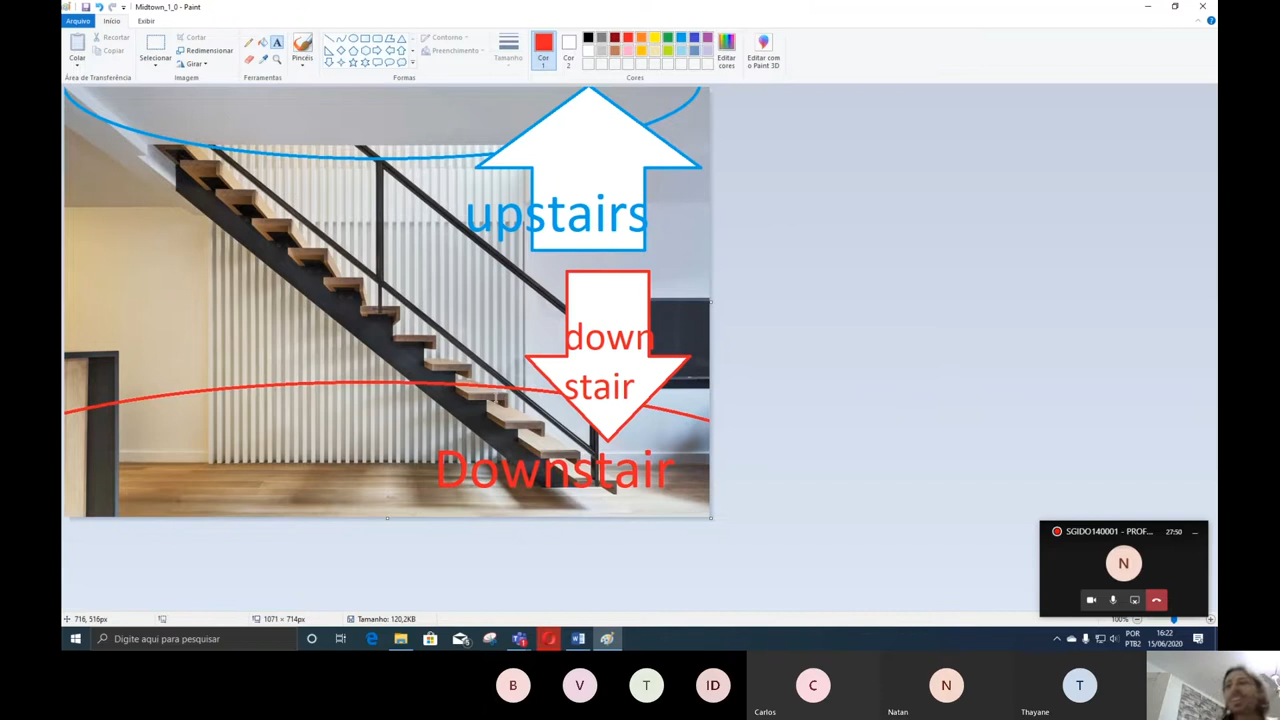 Midtown_1_0 - Paint
Arquivo
Início
Exibir
Colar
Recortar
Copiar
Área de Transferência
Selecionar
Cortar
Redimensionar
Girar
Imagem
A
Ferramentas
Pincéis
Contorno
Preenchimento
Formas
Tamanho
Cor
1
Cor
2
Editar
cores
Cores
Editar com
o Paint 3D
upstairs
down
stair
Downstair
SGIDO140001 - PROF...
27:50
N
716, 516px
1071 × 714px
Tamanho: 120,2KB
100%
Digite aqui para pesquisar
POR
PTB2
16:22
15/06/2020
B
V
T
ID
C
N
T
Carlos
Natan
Thayane